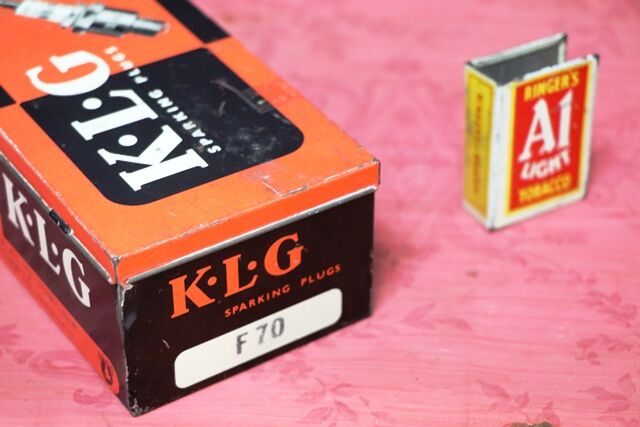 K·L·G
K·L·G
SPARKING PLUGS
K·L·G
K·L·G
SPARKING PLUGS
F 70
RINGER'S
A1
LIGHT
TOBACCO